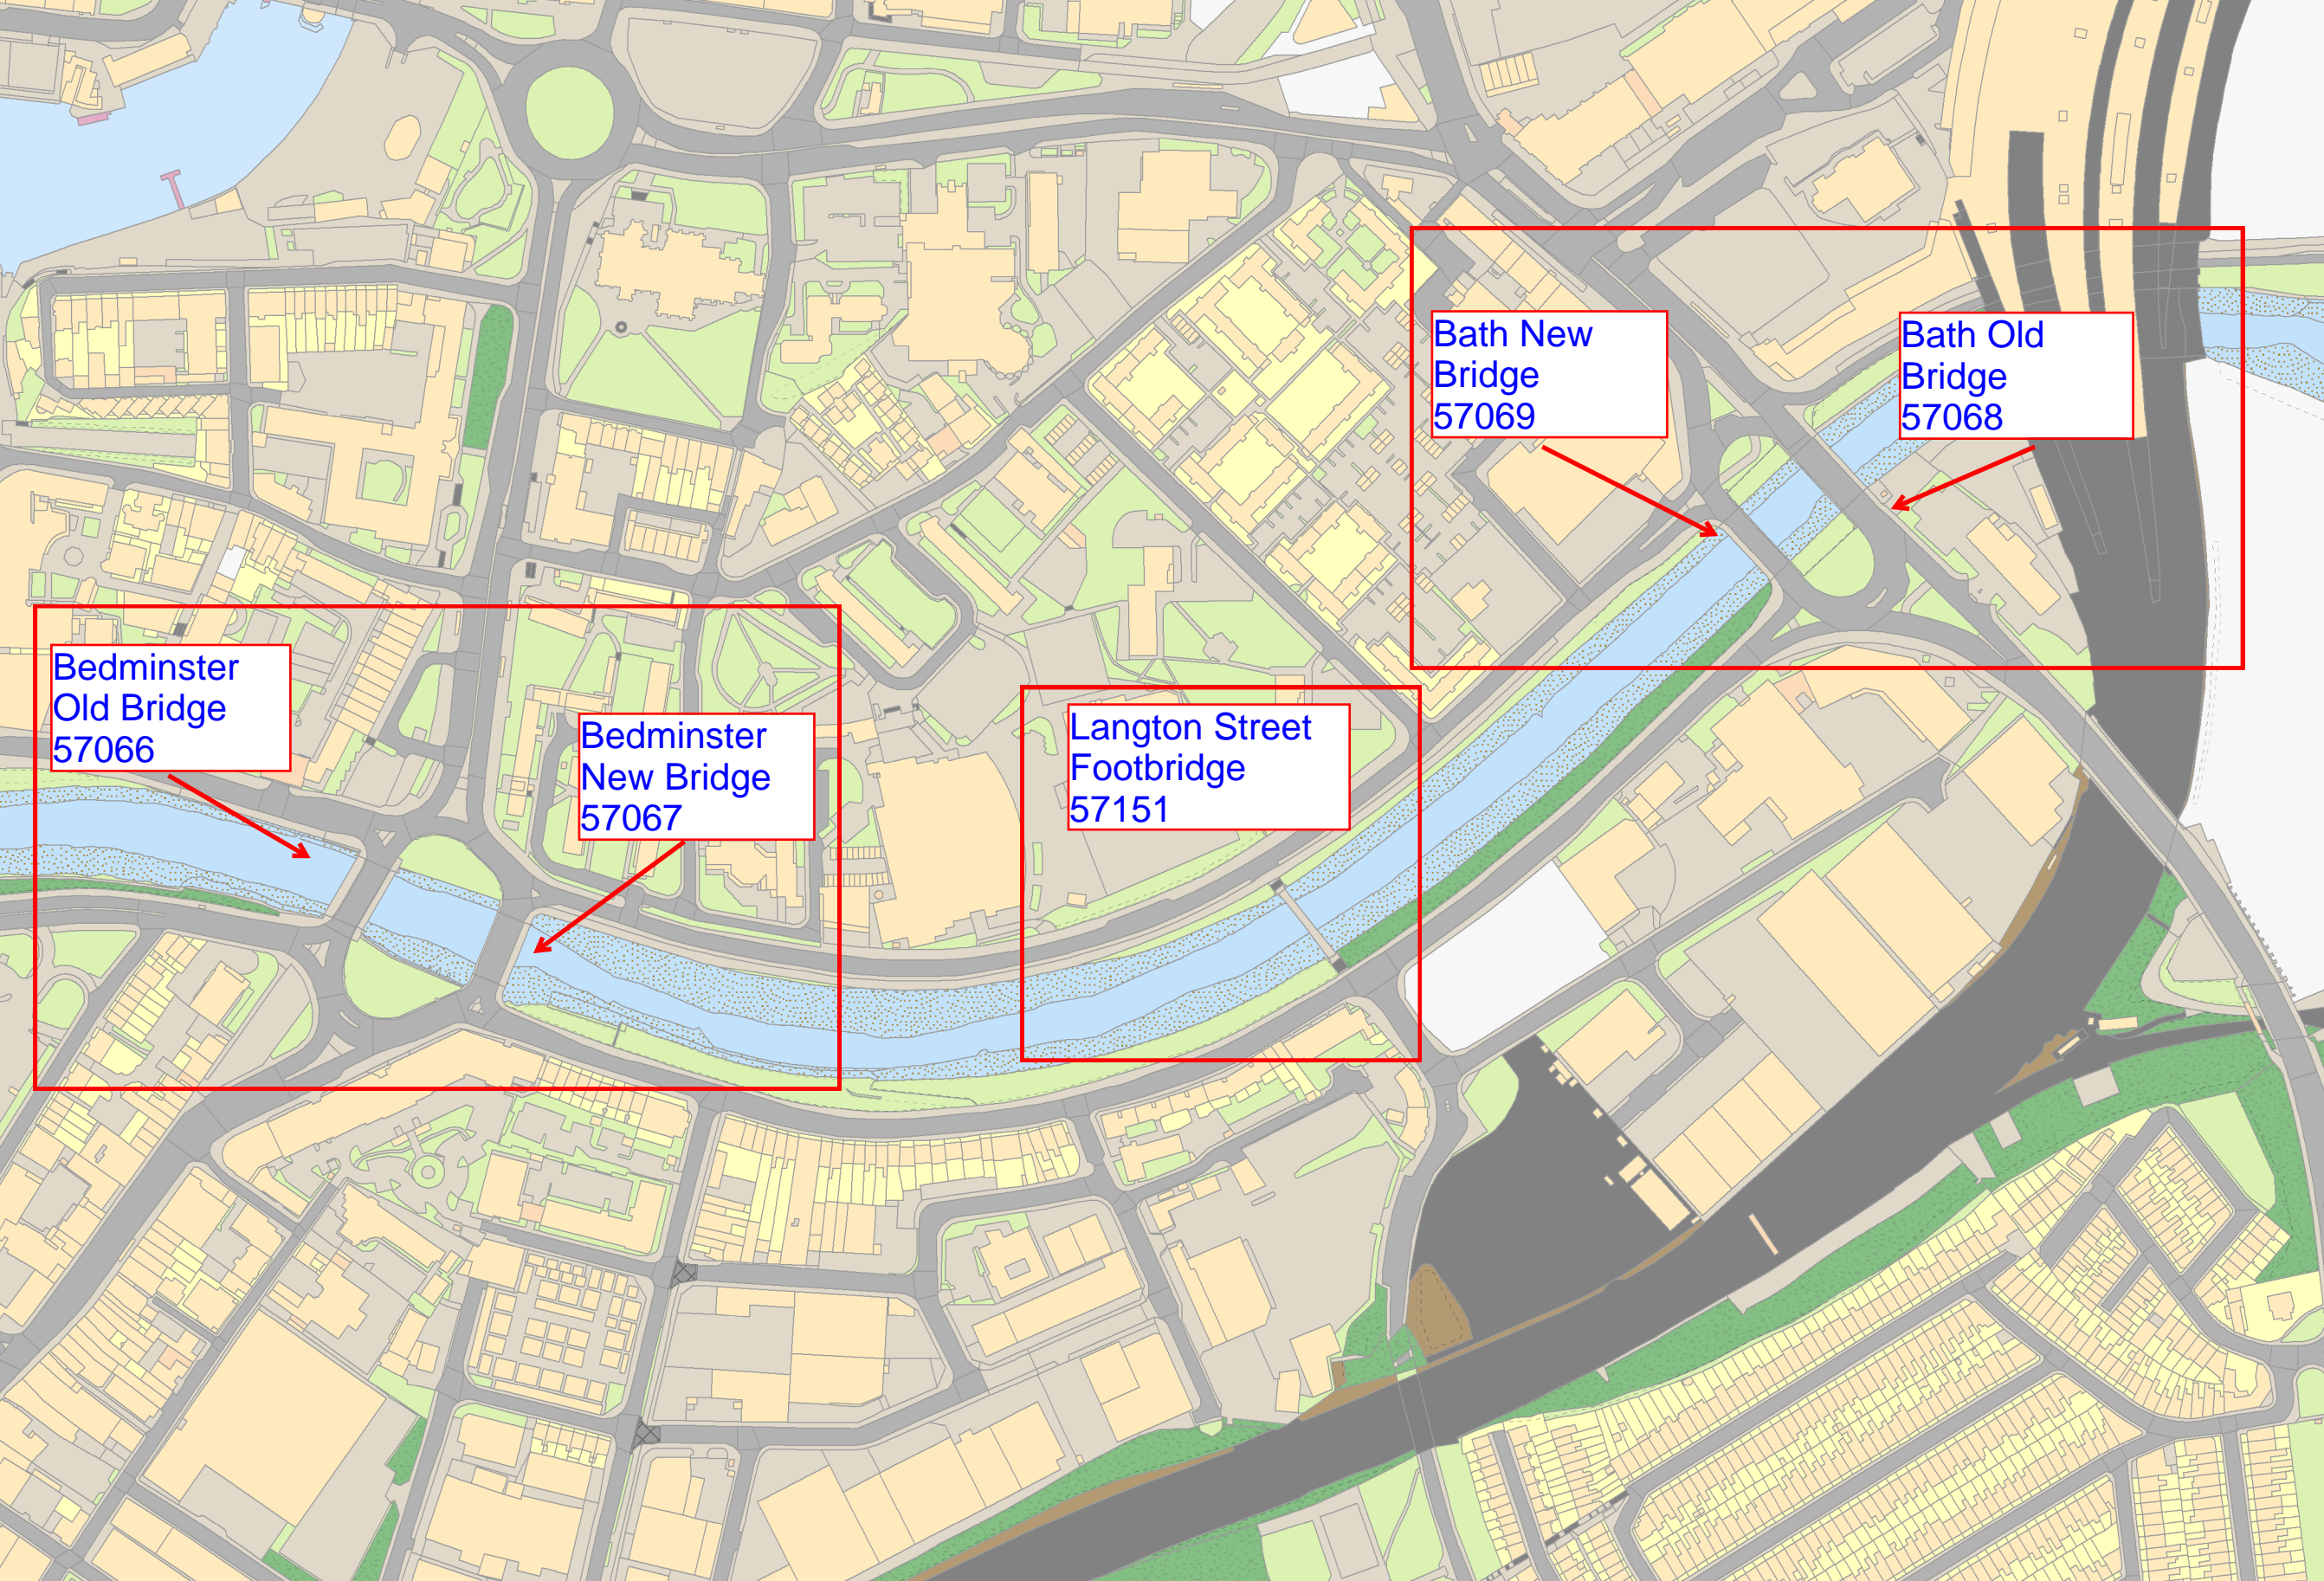 Bath New
Bridge
57069
Bath Old
Bridge
57068
Bedminster
Old Bridge
57066
Bedminster
New Bridge
57067
Langton Street
Footbridge
57151